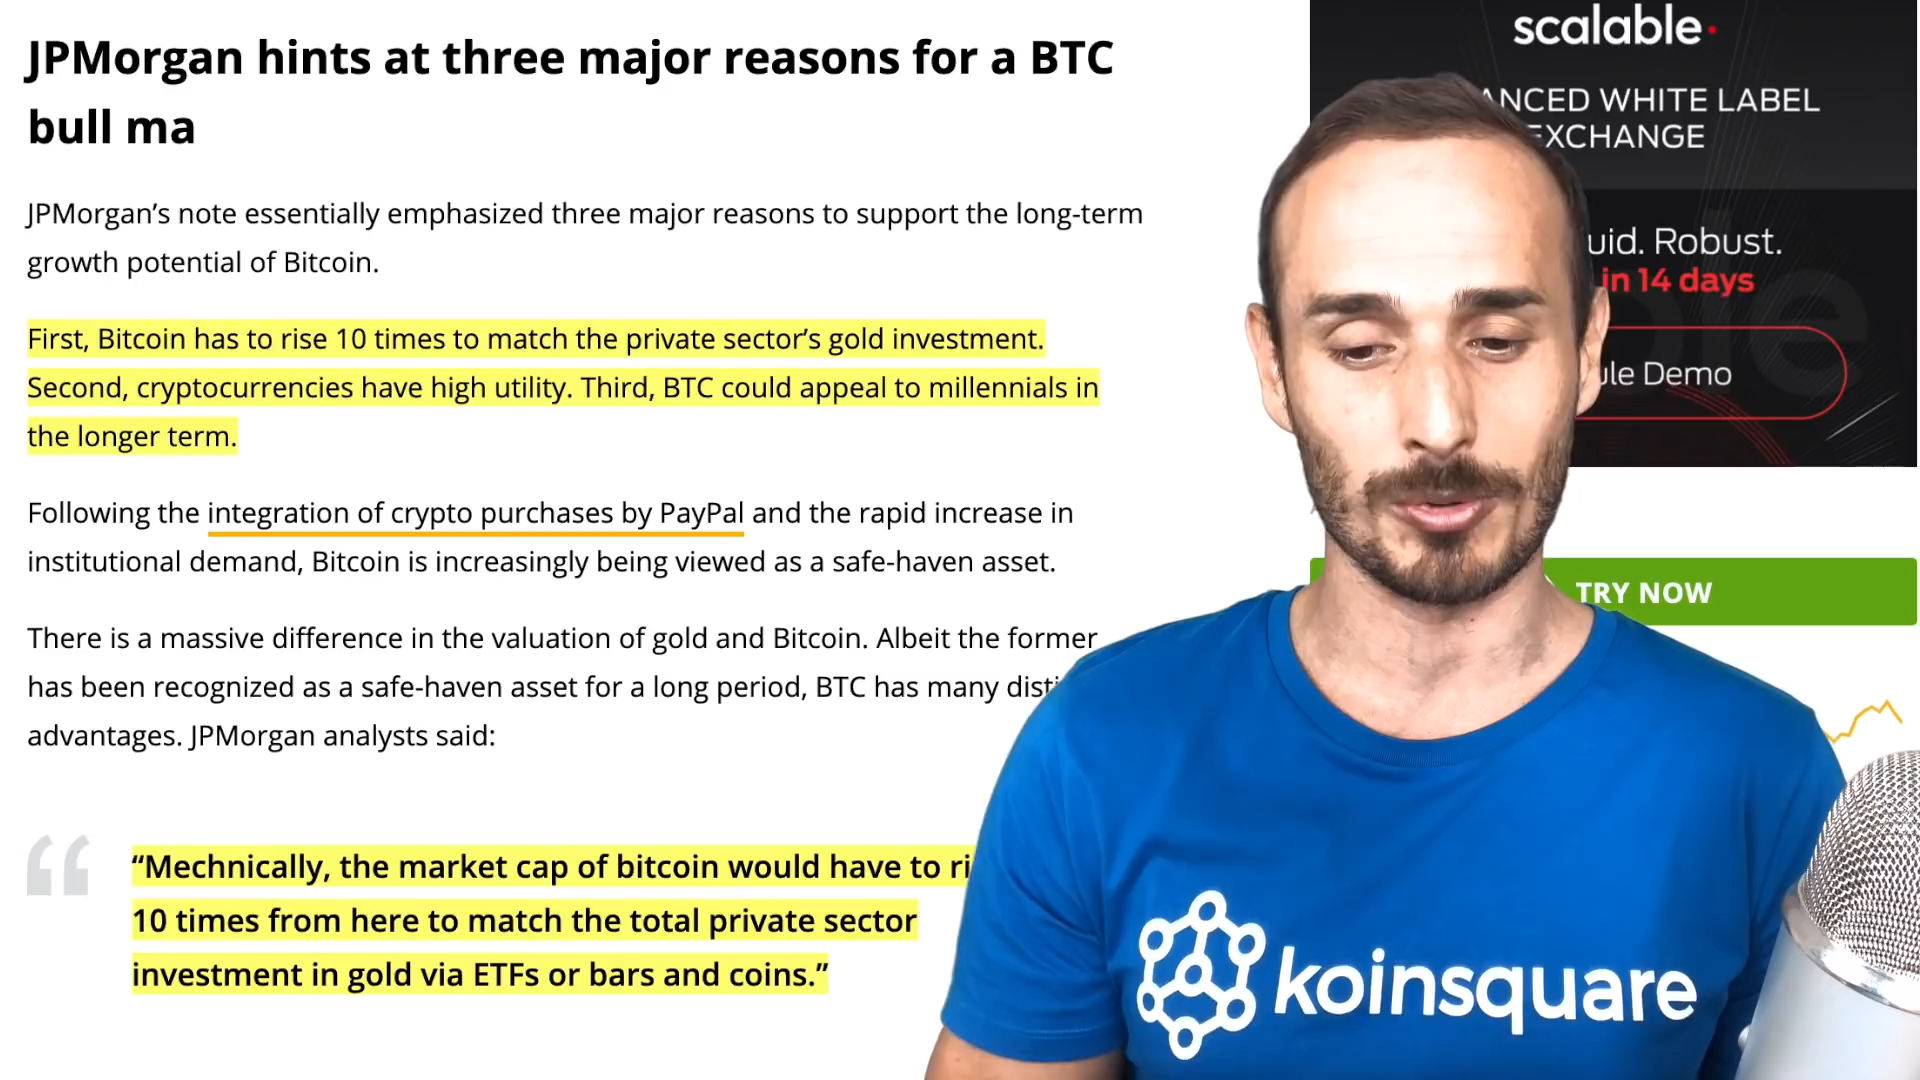 JPMorgan hints at three major reasons for a BTC
bull ma
JPMorgan’s note essentially emphasized three major reasons to support the long-term
growth potential of Bitcoin.
First, Bitcoin has to rise 10 times to match the private sector’s gold investment.
Second, cryptocurrencies have high utility. Third, BTC could appeal to millennials in
the longer term.
Following the integration of crypto purchases by PayPal and the rapid increase in
institutional demand, Bitcoin is increasingly being viewed as a safe-haven asset.
There is a massive difference in the valuation of gold and Bitcoin. Albeit the former
has been recognized as a safe-haven asset for a long period, BTC has many disti
advantages. JPMorgan analysts said:
“Mechnically, the market cap of bitcoin would have to ri
10 times from here to match the total private sector
investment in gold via ETFs or bars and coins.”
scalable
ANCED WHITE LABEL
EXCHANGE
uid. Robust.
in 14 days
ule Demo
TRY NOW
koinsquare